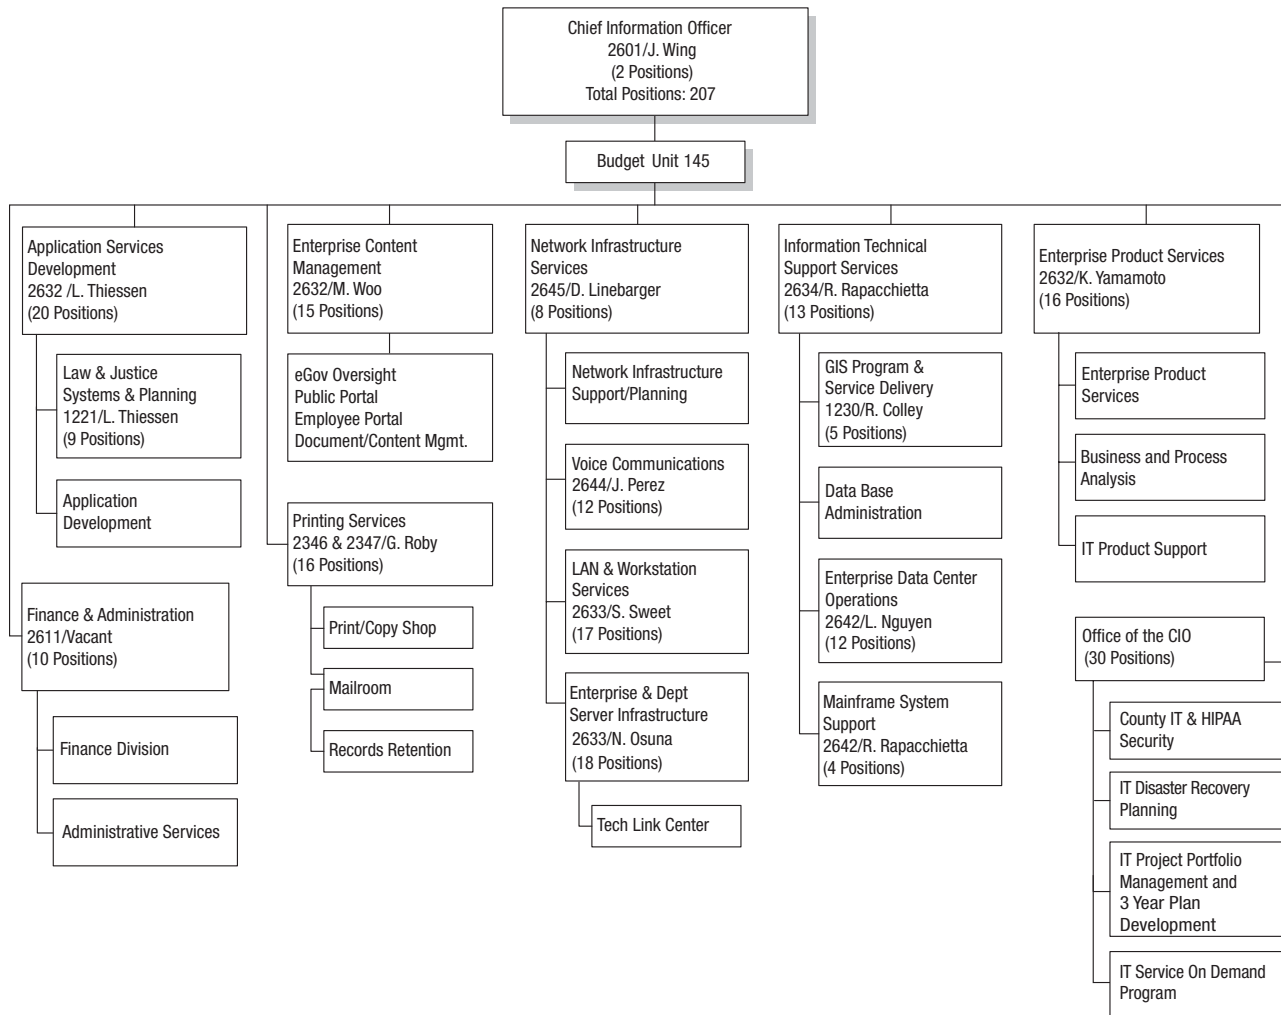 Chief Information Officer
2601/J. Wing
(2 Positions)
Total Positions: 207
Budget Unit 145
Application Services
Development
2632 /L. Thiessen
(20 Positions)
Law & Justice
Systems & Planning
1221/L. Thiessen
(9 Positions)
Application
Development
Finance & Administration
2611/Vacant
(10 Positions)
Finance Division
Administrative Services
Enterprise Content
Management
2632/M. Woo
(15 Positions)
eGov Oversight
Public Portal
Employee Portal
Document/Content Mgmt.
Printing Services
2346 & 2347/G. Roby
(16 Positions)
Print/Copy Shop
Mailroom
Records Retention
Network Infrastructure
Services
2645/D. Linebarger
(8 Positions)
Network Infrastructure
Support/Planning
Voice Communications
2644/J. Perez
(12 Positions)
LAN & Workstation
Services
2633/S. Sweet
(17 Positions)
Enterprise & Dept
Server Infrastructure
2633/N. Osuna
(18 Positions)
Tech Link Center
Information Technical
Support Services
2634/R. Rapacchietta
(13 Positions)
GIS Program &
Service Delivery
1230/R. Colley
(5 Positions)
Data Base
Administration
Enterprise Data Center
Operations
2642/L. Nguyen
(12 Positions)
Mainframe System
Support
2642/R. Rapacchietta
(4 Positions)
Enterprise Product Services
2632/K. Yamamoto
(16 Positions)
Enterprise Product
Services
Business and Process
Analysis
IT Product Support
Office of the CIO
(30 Positions)
County IT & HIPAA
Security
IT Disaster Recovery
Planning
IT Project Portfolio
Management and
3 Year Plan
Development
IT Service On Demand
Program